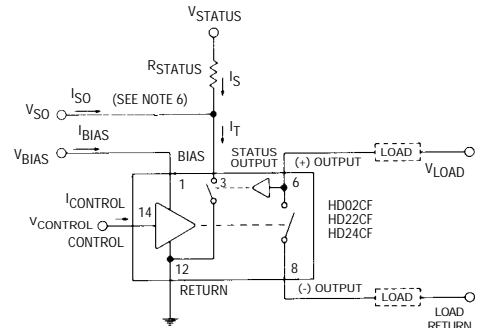 VSTATUS
RSTATUS
IS
ISO
(SEE NOTE 6)
VSO
IT
IBIAS
VBIAS
BIAS
STATUS
OUTPUT
(+) OUTPUT
LOAD
VLOAD
1
3
6
ICONTROL
14
VCONTROL
CONTROL
HD02CF
HD22CF
HD24CF
12
8
RETURN
(-) OUTPUT
LOAD
LOAD
RETURN